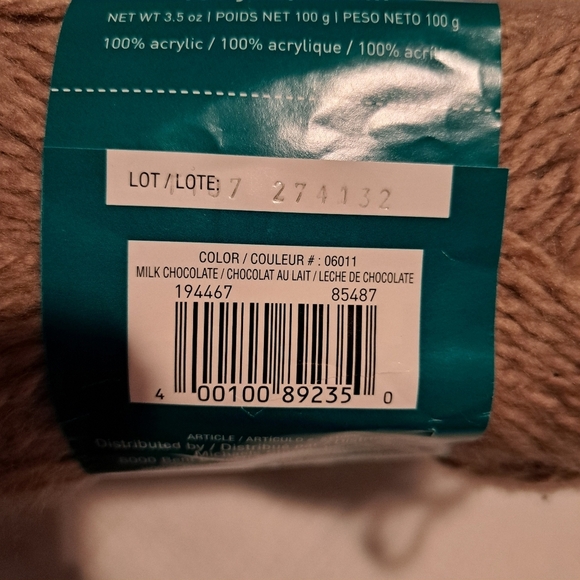 NET WT 3.5 oz | POIDS NET 100 g | PESO NETO 100 g
100% acrylic / 100% acrylique / 100%
LOT / LOTE: 274132
COLOR / COULEUR # : 06011
MILK CHOCOLATE / CHOCOLAT AU LAIT / LECHE DE CHOCOLATE
194467 85487
4 00100 89235 0
ARTICLE / ARTÍCULO
Distributed by /